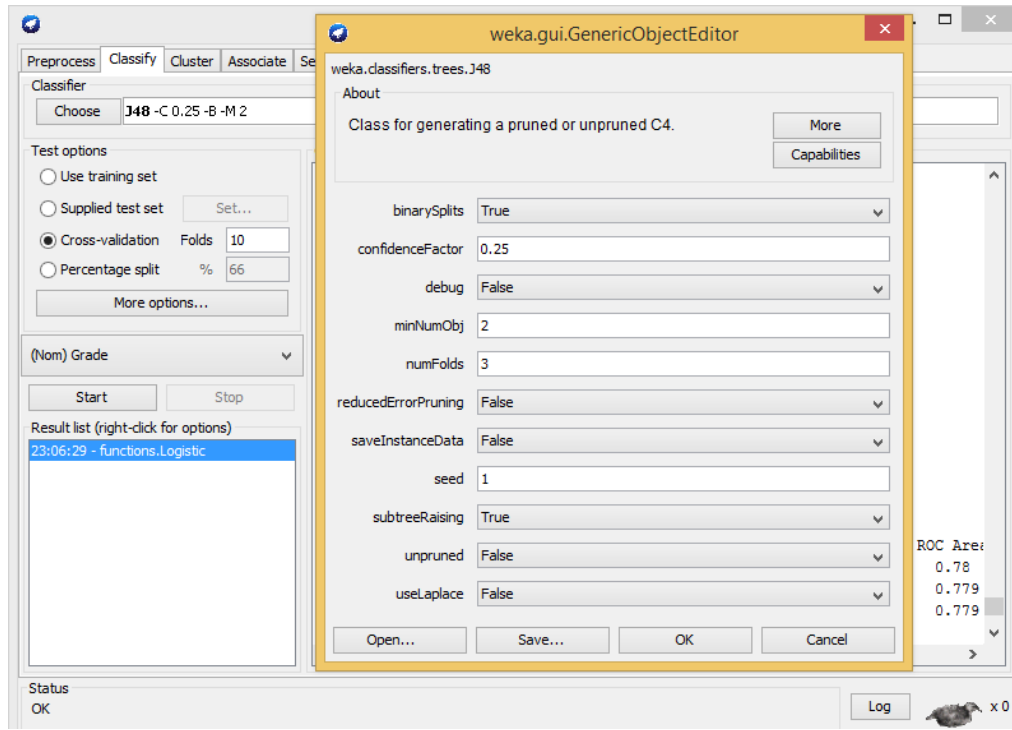 weka.gui.GenericObjectEditor
Preprocess Classify Cluster Associate Se
Classifier
Choose J48 -C 0.25 -B -M 2
Test options
Use training set
Supplied test set Set...
Cross-validation Folds 10
Percentage split % 66
More options...
(Nom) Grade
Start Stop
Result list (right-click for options)
23:06:29 - functions.Logistic
weka.classifiers.trees.J48
About
Class for generating a pruned or unpruned C4.
More
Capabilities
binarySplits True
confidenceFactor 0.25
debug False
minNumObj 2
numFolds 3
reducedErrorPruning False
saveInstanceData False
seed 1
subtreeRaising True
unpruned False
useLaplace False
Open... Save... OK Cancel
ROC Area
0.78
0.779
0.779
Status
OK
Log x 0